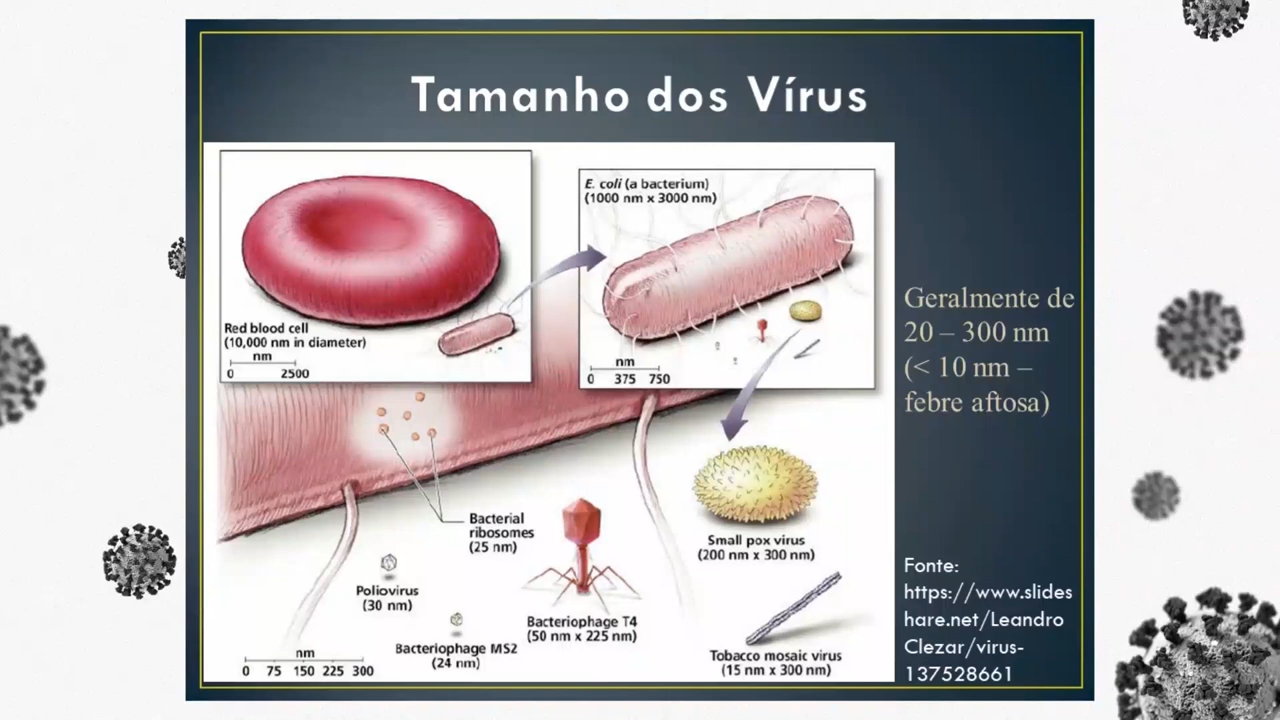 Tamanho dos Vírus
Red blood cell
(10,000 nm in diameter)
nm
0 2500
E. coli (a bacterium)
(1000 nm x 3000 nm)
nm
0 375 750
Geralmente de
20 – 300 nm
(< 10 nm –
febre aftosa)
Bacterial
ribosomes
(25 nm)
Poliovirus
(30 nm)
Bacteriophage MS2
(24 nm)
Bacteriophage T4
(50 nm x 225 nm)
Small pox virus
(200 nm x 300 nm)
Tobacco mosaic virus
(15 nm x 300 nm)
nm
0 75 150 225 300
Fonte:
https://www.slides
hare.net/Leandro
Clezar/virus-
137528661